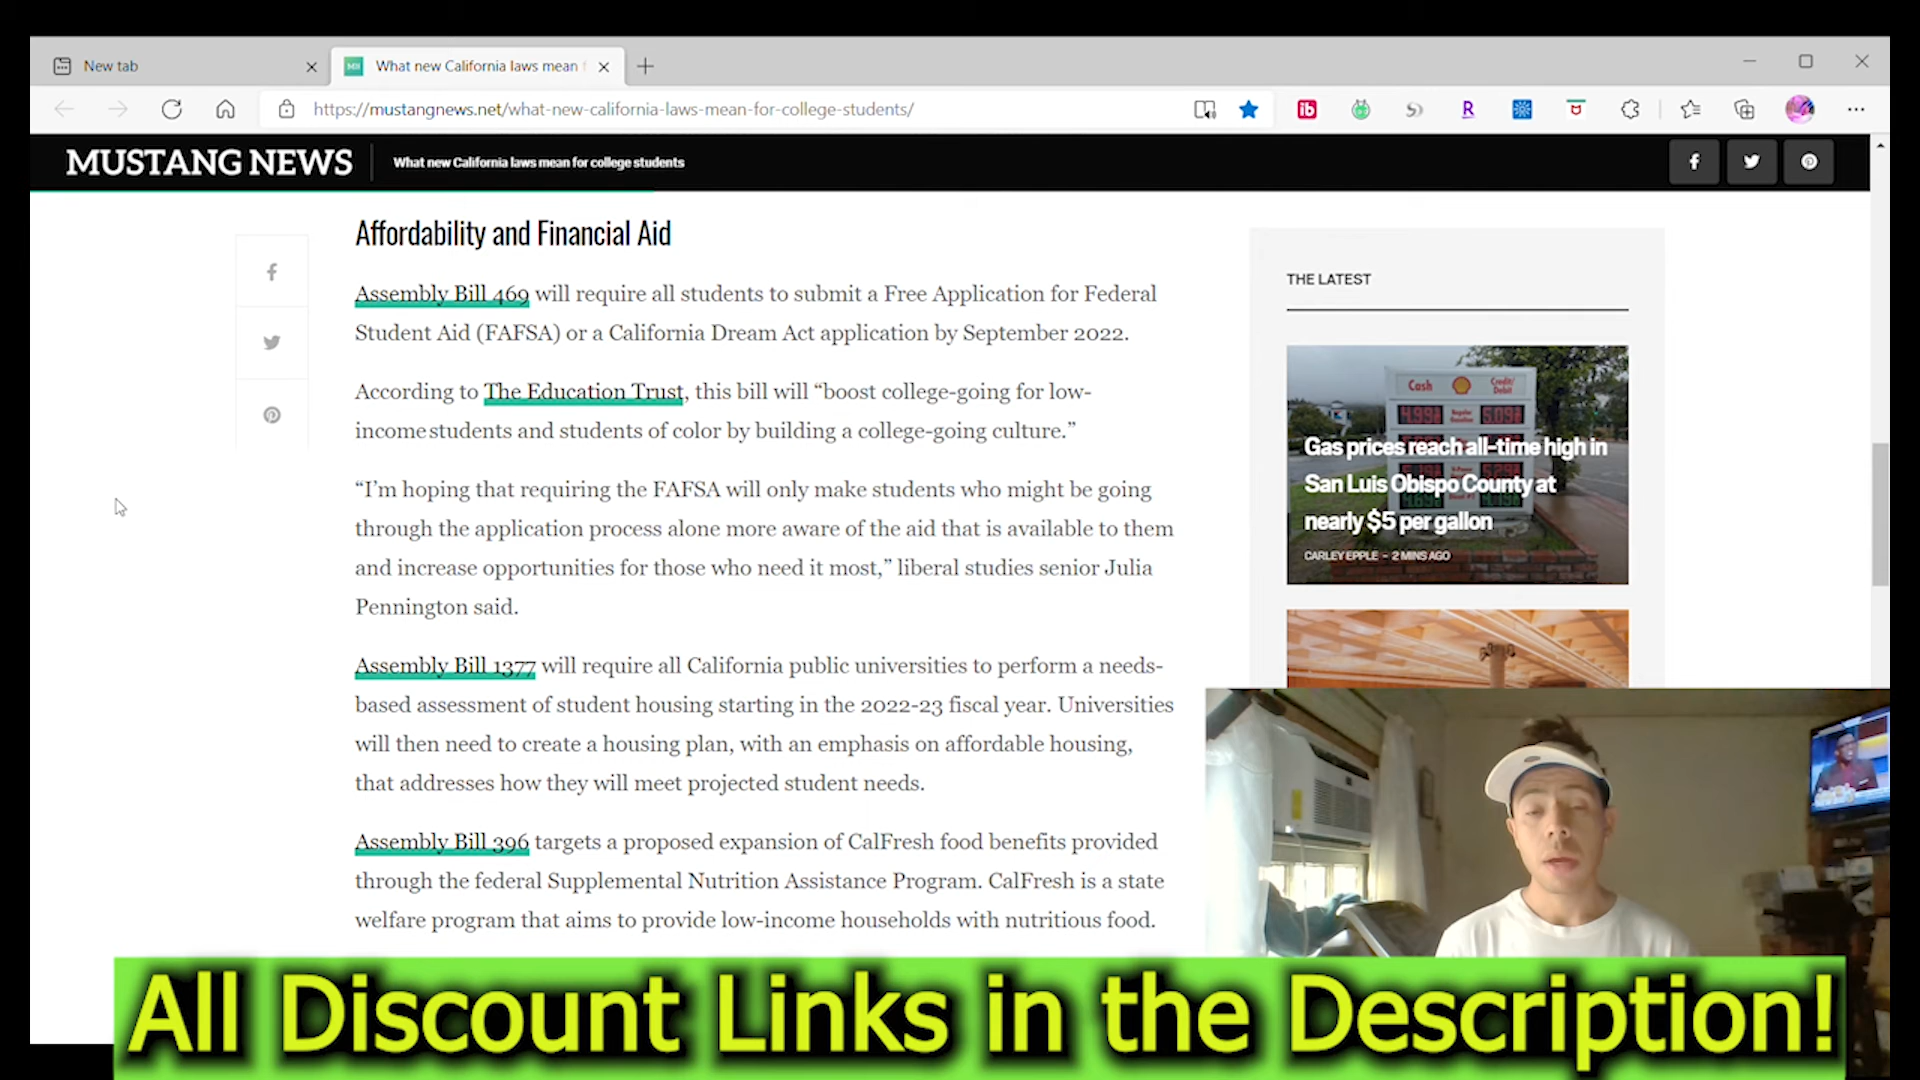 New tab
What new California laws mean
https://mustangnews.net/what-new-california-laws-mean-for-college-students/
MUSTANG NEWS
What new California laws mean for college students
Affordability and Financial Aid
Assembly Bill 469 will require all students to submit a Free Application for Federal
Student Aid (FAFSA) or a California Dream Act application by September 2022.
According to The Education Trust, this bill will “boost college-going for low-
income students and students of color by building a college-going culture.”
“I’m hoping that requiring the FAFSA will only make students who might be going
through the application process alone more aware of the aid that is available to them
and increase opportunities for those who need it most,” liberal studies senior Julia
Pennington said.
Assembly Bill 1377 will require all California public universities to perform a needs-
based assessment of student housing starting in the 2022-23 fiscal year. Universities
will then need to create a housing plan, with an emphasis on affordable housing,
that addresses how they will meet projected student needs.
Assembly Bill 396 targets a proposed expansion of CalFresh food benefits provided
through the federal Supplemental Nutrition Assistance Program. CalFresh is a state
welfare program that aims to provide low-income households with nutritious food.
THE LATEST
Cash
Credit/
Debit
Gas prices reach all-time high in
San Luis Obispo County at
nearly $5 per gallon
CARLEY EPPLE – 2 MINS AGO
All Discount Links in the Description!